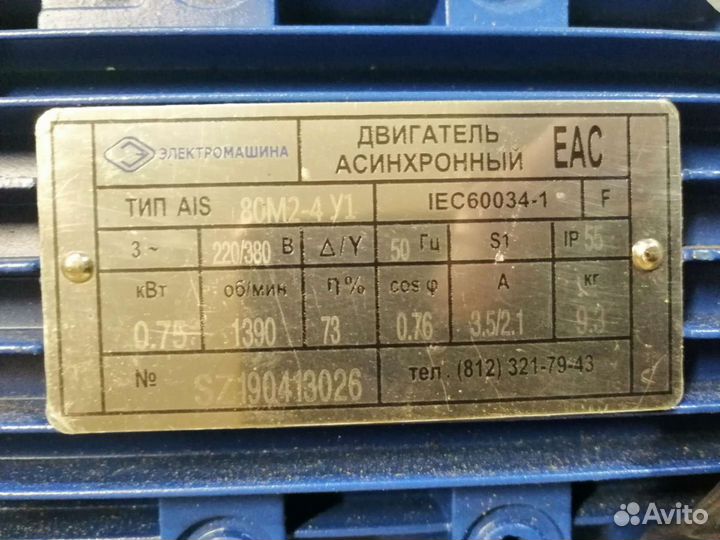 ЭЛЕКТРОМАШИНА
ДВИГАТЕЛЬ
АСИНХРОННЫЙ
EAC
ТИП AIS 80M2-4 У1 IEC60034-1 F
3 ~ 220/380 В Δ/Y 50 Гц S1 IP 55
кВт об/мин η% cos φ А кг
0.75 1390 73 0.76 3.5/2.1 9.3
№ SZ190413026 тел. (812) 321-79-43
Avito